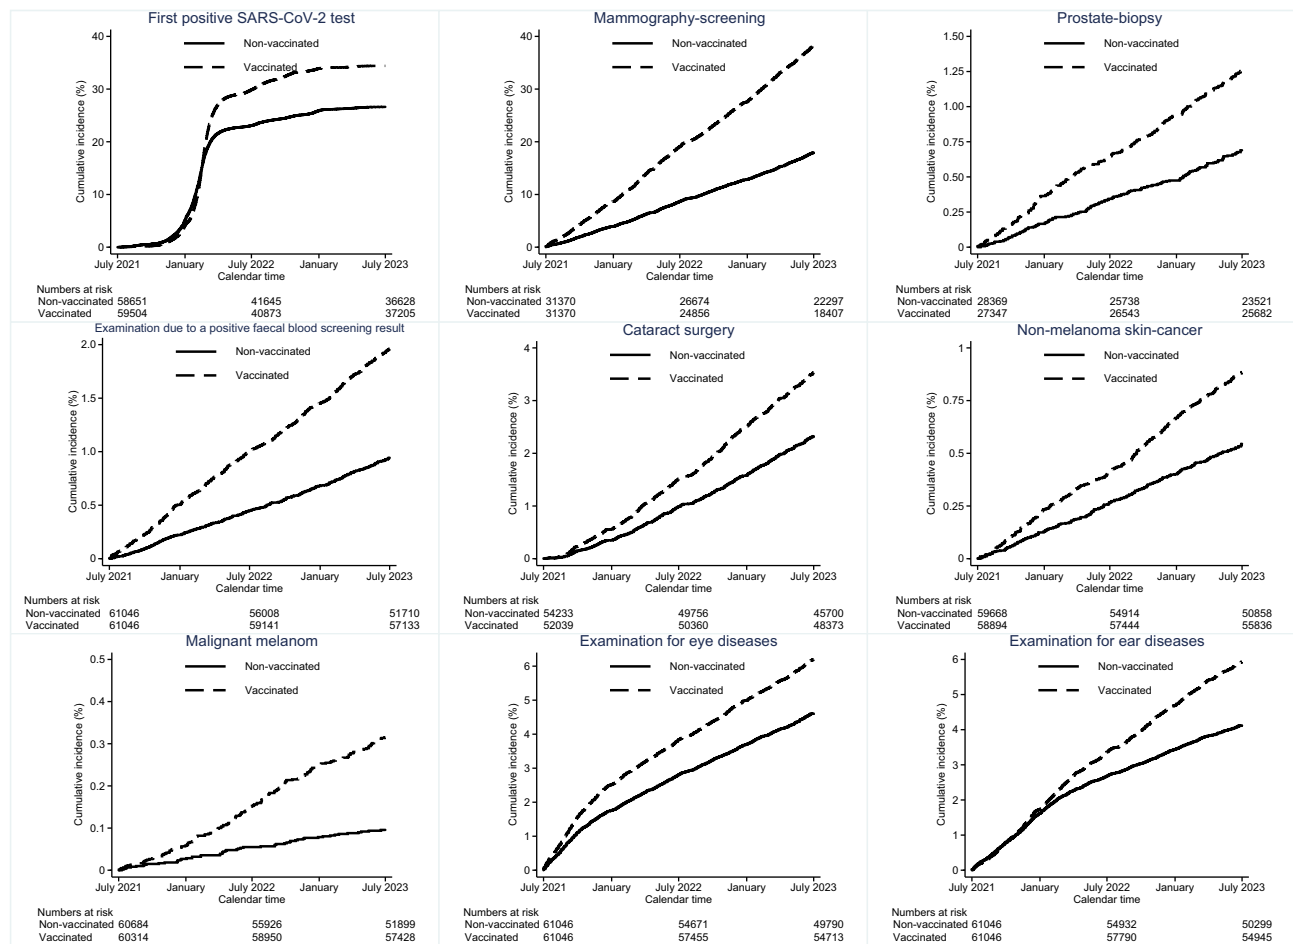 First positive SARS-CoV-2 test
40
30
20
10
0
Cumulative incidence (%)
Non-vaccinated
Vaccinated
July 2021 January July 2022 January July 2023
Calendar time
Numbers at risk
Non-vaccinated 58651 41645 36628
Vaccinated 59504 40873 37205
Mammography-screening
40
30
20
10
0
Cumulative incidence (%)
Non-vaccinated
Vaccinated
July 2021 January July 2022 January July 2023
Calendar time
Numbers at risk
Non-vaccinated 31370 26674 22297
Vaccinated 31370 24856 18407
Prostate-biopsy
1.50
1.25
1.00
0.75
0.50
0.25
0
Cumulative incidence (%)
Non-vaccinated
Vaccinated
July 2021 January July 2022 January July 2023
Calendar time
Numbers at risk
Non-vaccinated 28369 25738 23521
Vaccinated 27347 26543 25682
Examination due to a positive faecal blood screening result
2.0
1.5
1.0
0.5
0
Cumulative incidence (%)
Non-vaccinated
Vaccinated
July 2021 January July 2022 January July 2023
Calendar time
Numbers at risk
Non-vaccinated 61046 56008 51710
Vaccinated 61046 59141 57133
Cataract surgery
4
3
2
1
0
Cumulative incidence (%)
Non-vaccinated
Vaccinated
July 2021 January July 2022 January July 2023
Calendar time
Numbers at risk
Non-vaccinated 54233 49756 45700
Vaccinated 52039 50360 48373
Non-melanoma skin-cancer
1
0.75
0.5
0.25
0
Cumulative incidence (%)
Non-vaccinated
Vaccinated
July 2021 January July 2022 January July 2023
Calendar time
Numbers at risk
Non-vaccinated 59668 54914 50858
Vaccinated 58894 57444 55836
Malignant melanom
0.5
0.4
0.3
0.2
0.1
0
Cumulative incidence (%)
Non-vaccinated
Vaccinated
July 2021 January July 2022 January July 2023
Calendar time
Numbers at risk
Non-vaccinated 60684 55926 51899
Vaccinated 60314 58950 57428
Examination for eye diseases
6
5
4
3
2
1
0
Cumulative incidence (%)
Non-vaccinated
Vaccinated
July 2021 January July 2022 January July 2023
Calendar time
Numbers at risk
Non-vaccinated 61046 54671 49790
Vaccinated 61046 57455 54713
Examination for ear diseases
6
5
4
3
2
1
0
Cumulative incidence (%)
Non-vaccinated
Vaccinated
July 2021 January July 2022 January July 2023
Calendar time
Numbers at risk
Non-vaccinated 61046 54932 50299
Vaccinated 61046 57790 54945